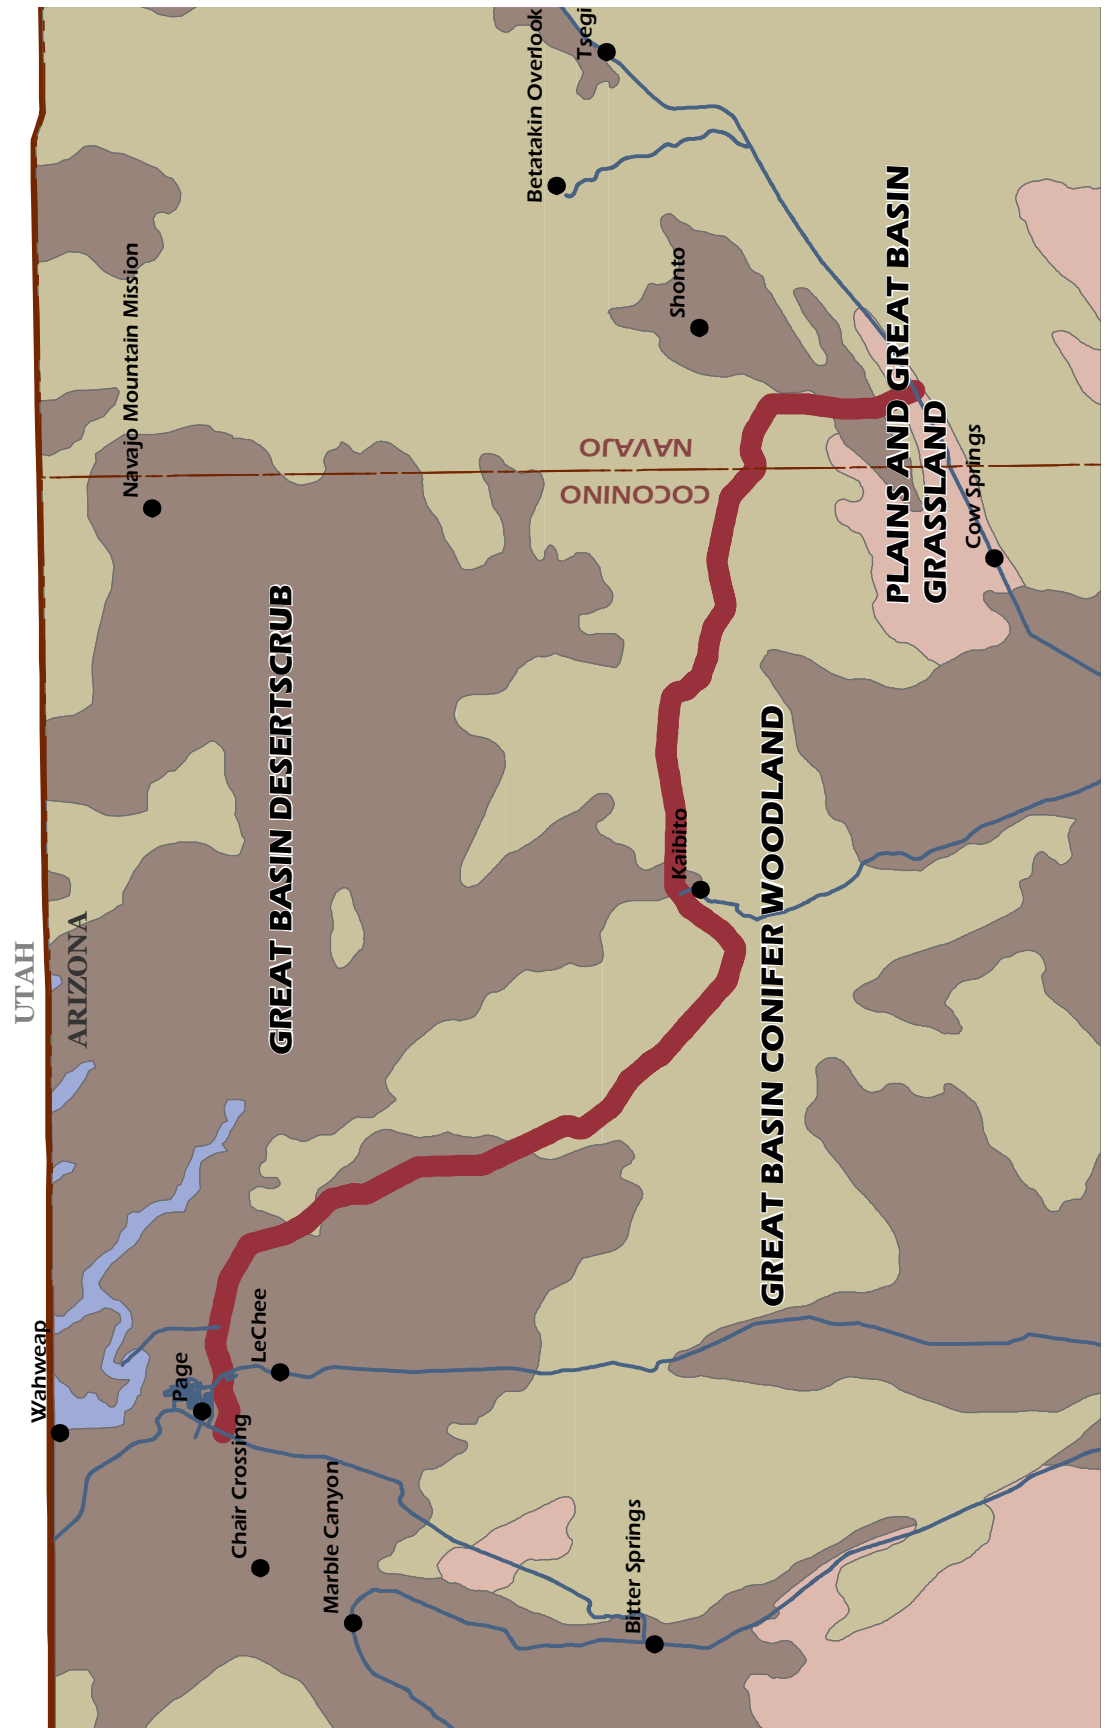 UTAH
ARIZONA
Wahweap
Page
LeChee
Chair Crossing
Marble Canyon
Bitter Springs
Navajo Mountain Mission
GREAT BASIN DESERTSCRUB
Betatakin Overlook
Tsegi
Shonto
NAVAJO
COCONINO
Kaibito
GREAT BASIN CONIFER WOODLAND
PLAINS AND GREAT BASIN
GRASSLAND
Cow Springs